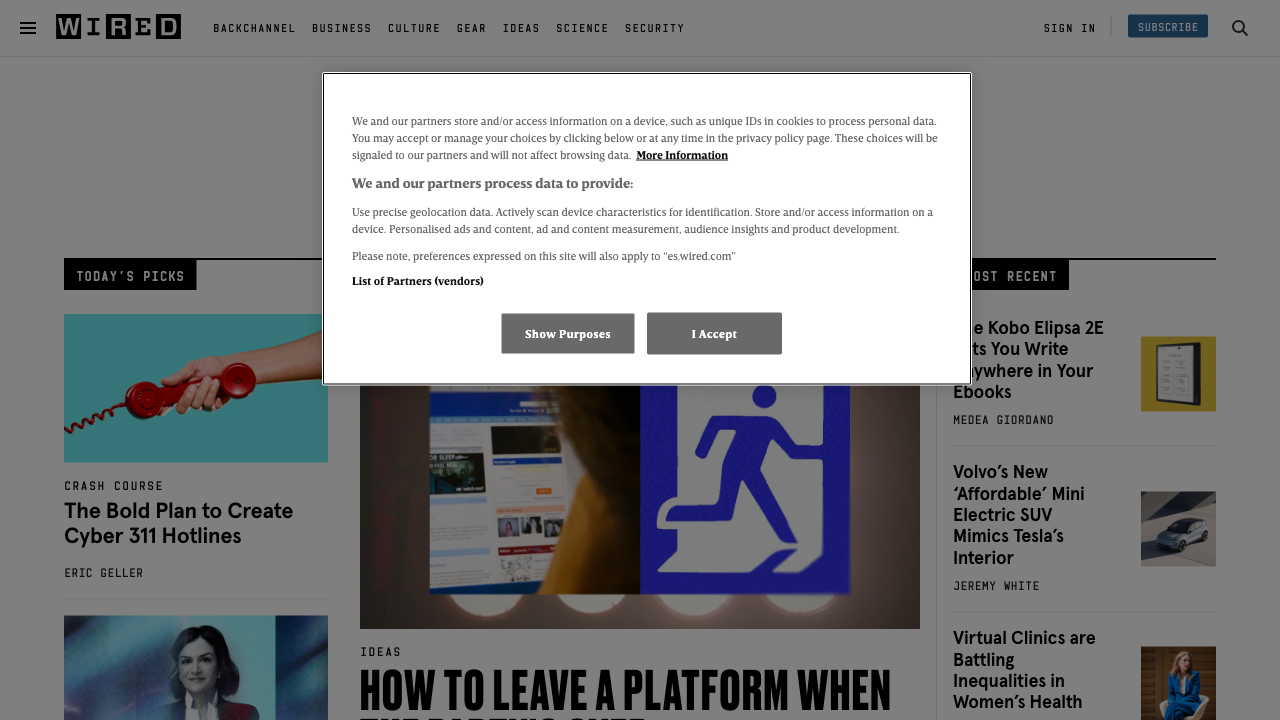 WIRED
BACKCHANNEL BUSINESS CULTURE GEAR IDEAS SCIENCE SECURITY
SIGN IN
SUBSCRIBE
We and our partners store and/or access information on a device, such as unique IDs in cookies to process personal data.
You may accept or manage your choices by clicking below or at any time in the privacy policy page. These choices will be
signaled to our partners and will not affect browsing data. More Information
We and our partners process data to provide:
Use precise geolocation data. Actively scan device characteristics for identification. Store and/or access information on a
device. Personalised ads and content, ad and content measurement, audience insights and product development.
Please note, preferences expressed on this site will also apply to “es.wired.com”
List of Partners (vendors)
Show Purposes
I Accept
TODAY’S PICKS
CRASH COURSE
The Bold Plan to Create
Cyber 311 Hotlines
ERIC GELLER
IDEAS
HOW TO LEAVE A PLATFORM WHEN
OST RECENT
e Kobo Elipsa 2E
ts You Write
ywhere in Your
Ebooks
MEDEA GIORDANO
Volvo’s New
‘Affordable’ Mini
Electric SUV
Mimics Tesla’s
Interior
JEREMY WHITE
Virtual Clinics are
Battling
Inequalities in
Women’s Health